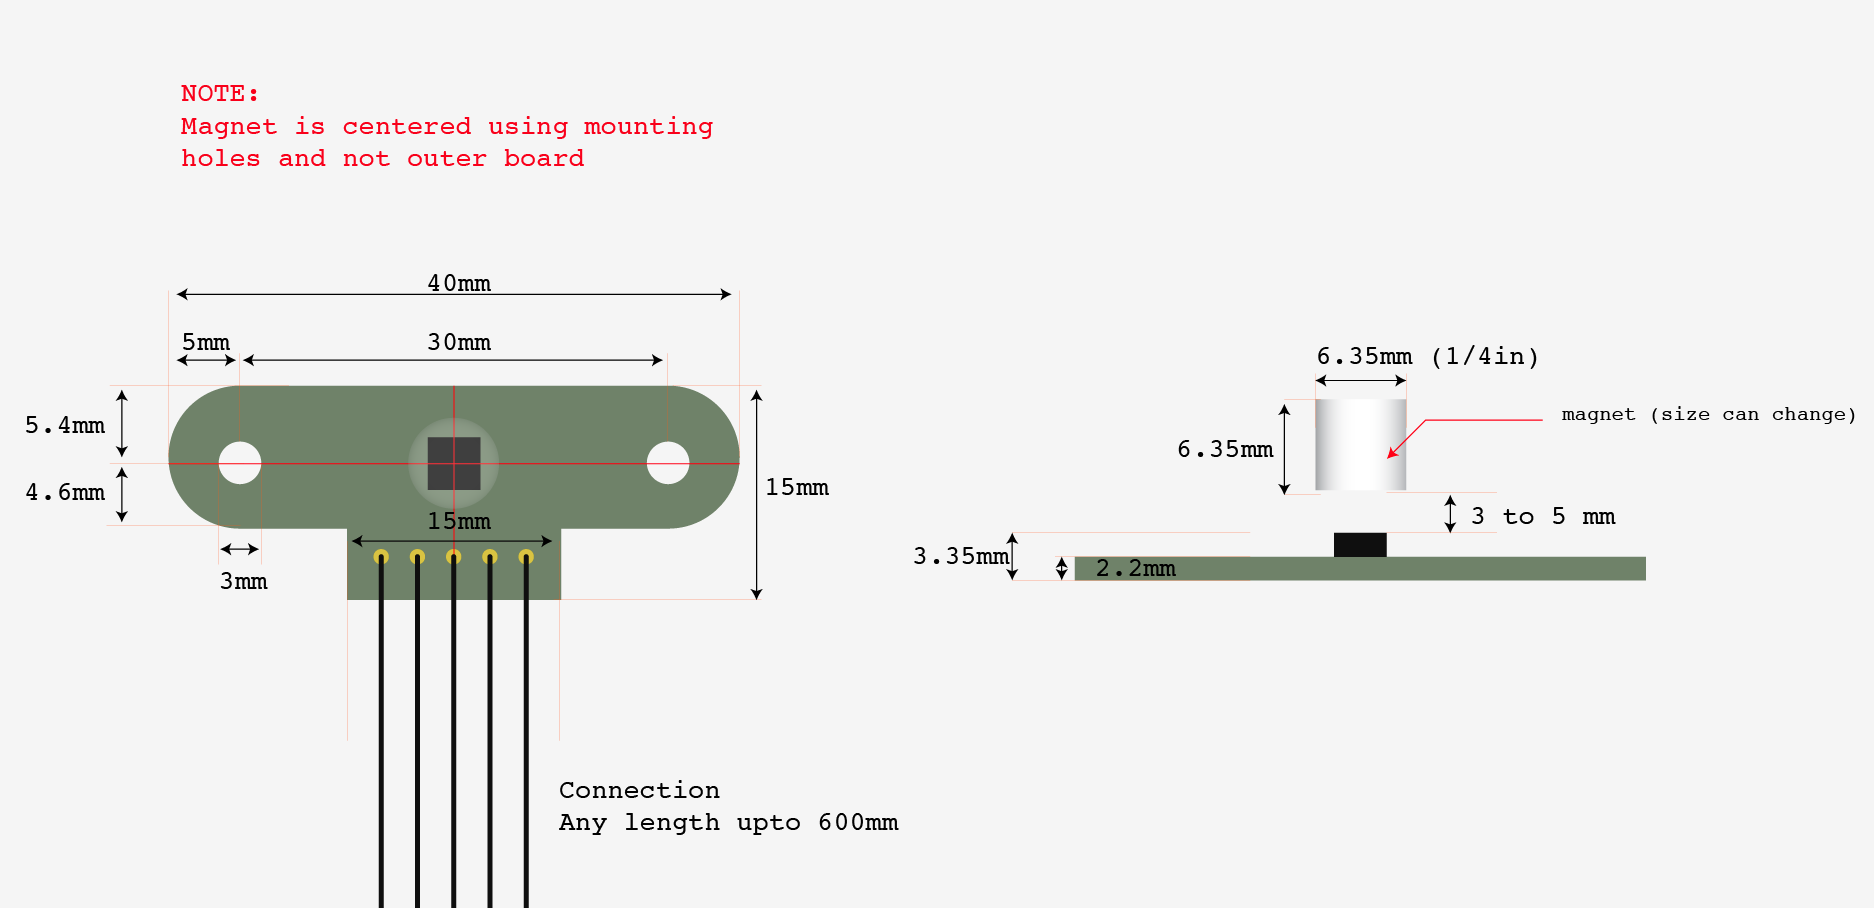 NOTE:
Magnet is centered using mounting
holes and not outer board
40mm
5mm
30mm
5.4mm
4.6mm
15mm
15mm
3mm
Connection
Any length upto 600mm
6.35mm (1/4in)
magnet (size can change)
6.35mm
3 to 5 mm
3.35mm
2.2mm